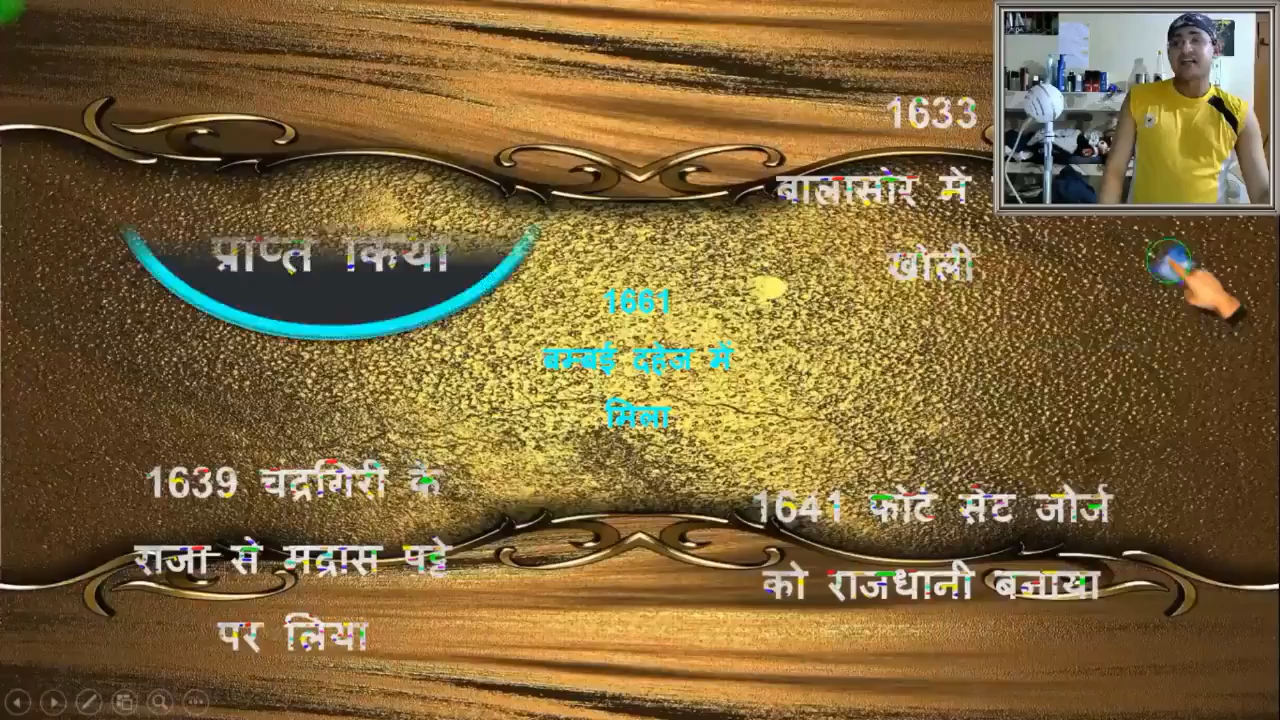 1633
बालासोर में
खोली
प्राप्त किया
1661
बम्बई दहेज में
मिला
1639 चंद्रगिरी के
राजा से मद्रास पट्टे
पर लिया
1641 फोर्ट सेंट जोर्ज
को राजधानी बनाया